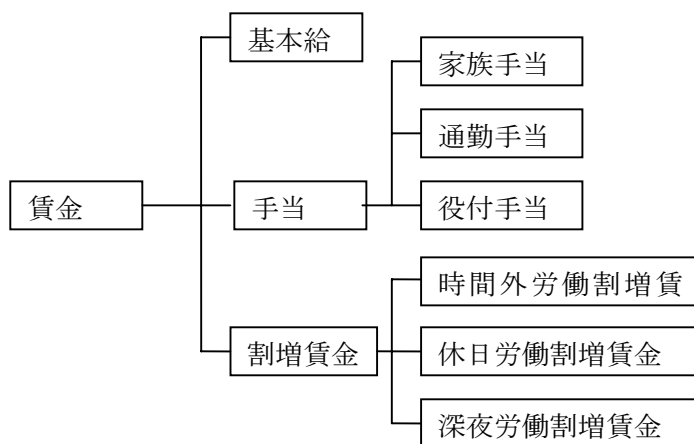 賃金
基本給
手当
家族手当
通勤手当
役付手当
割増賃金
時間外労働割増賃
休日労働割増賃金
深夜労働割増賃金